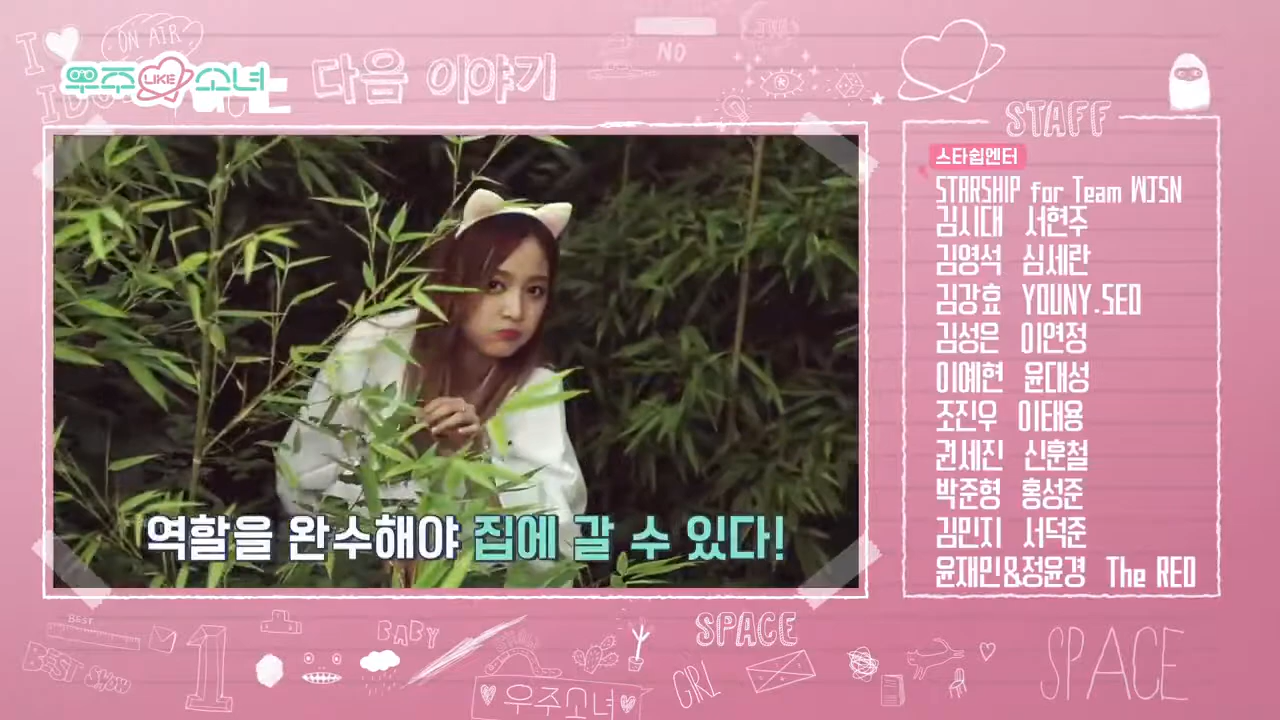 I
ON AIR
우주 LIKE 소녀
다음 이야기
NO
STAFF
스타쉽엔터
STARSHIP for Team WJSN
김시대 서현주
김영석 심세란
김강효 YOUNY.SEO
김성은 이연정
이예현 윤대성
조진우 이태용
권세진 신훈철
박준형 홍성준
김민지 서덕준
윤재민&정윤경 The RED
역할을 완수해야 집에 갈 수 있다!
BEST
BEST SHOW
1
BABY
SPACE
GIRL
우주소녀
SPACE